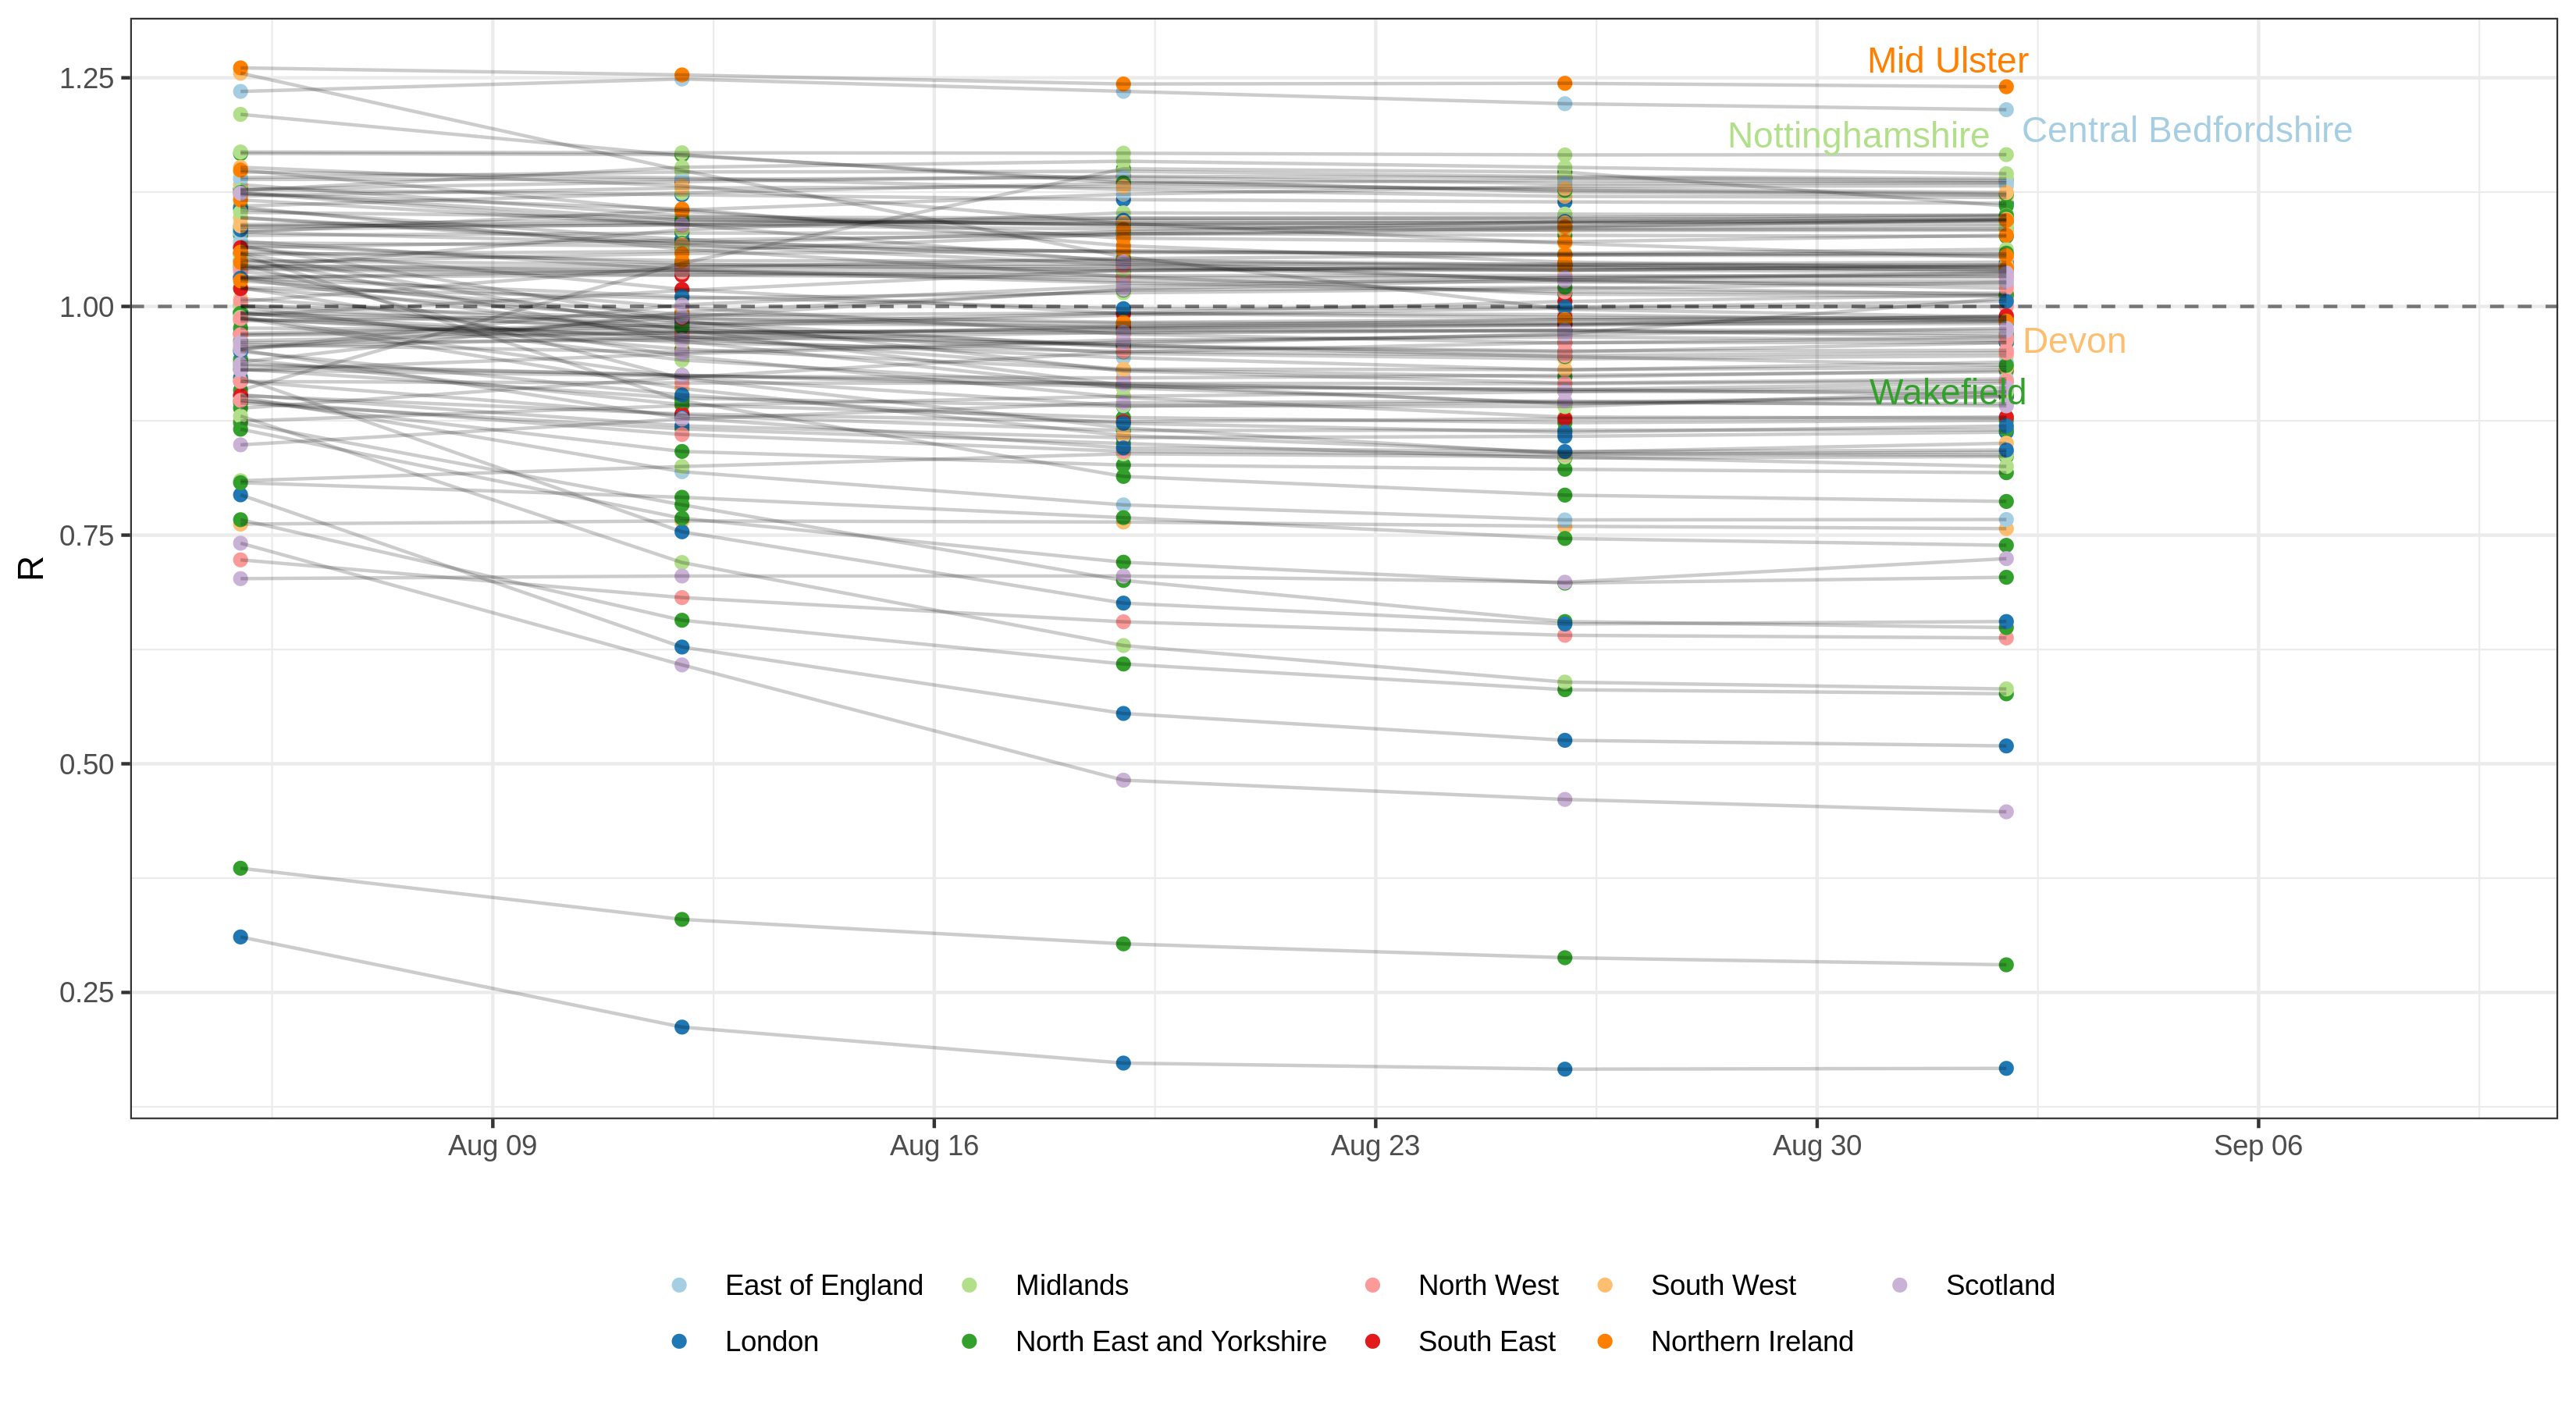 Mid Ulster
1.25
Nottinghamshire
Central Bedfordshire
1.00
Devon
Wakefield
0.75
R
0.50
0.25
Aug 09
Aug 16
Aug 23
Aug 30
Sep 06
East of England
Midlands
North West
South West
Scotland
London
North East and Yorkshire
South East
Northern Ireland